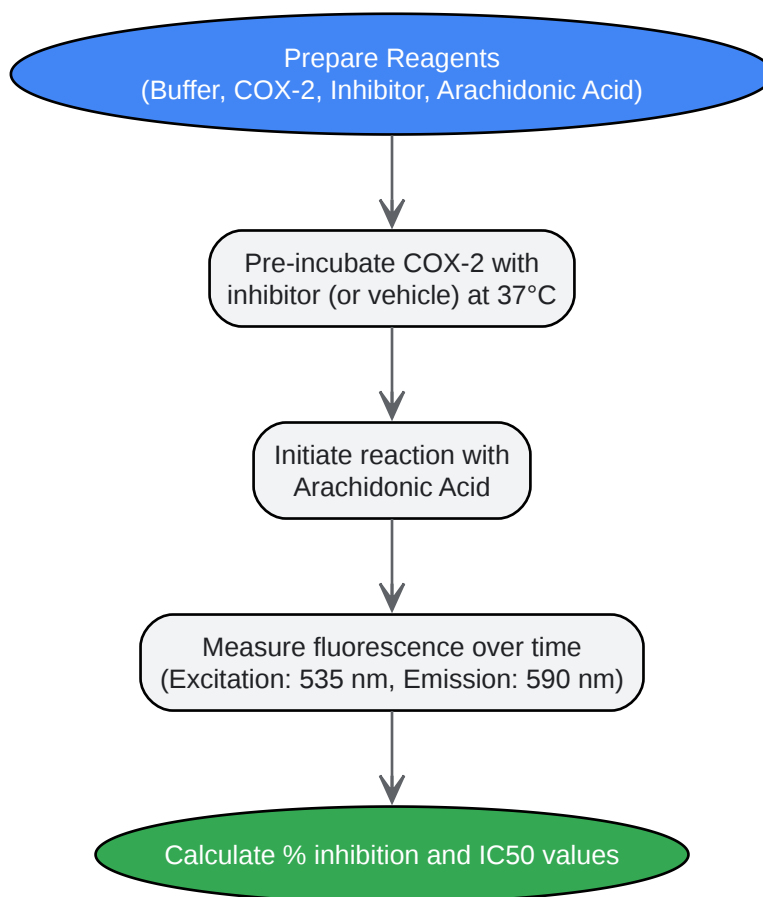 Prepare Reagents
(Buffer, COX-2, Inhibitor, Arachidonic Acid)
Pre-incubate COX-2 with
inhibitor (or vehicle) at 37°C
Initiate reaction with
Arachidonic Acid
Measure fluorescence over time
(Excitation: 535 nm, Emission: 590 nm)
Calculate % inhibition and IC50 values